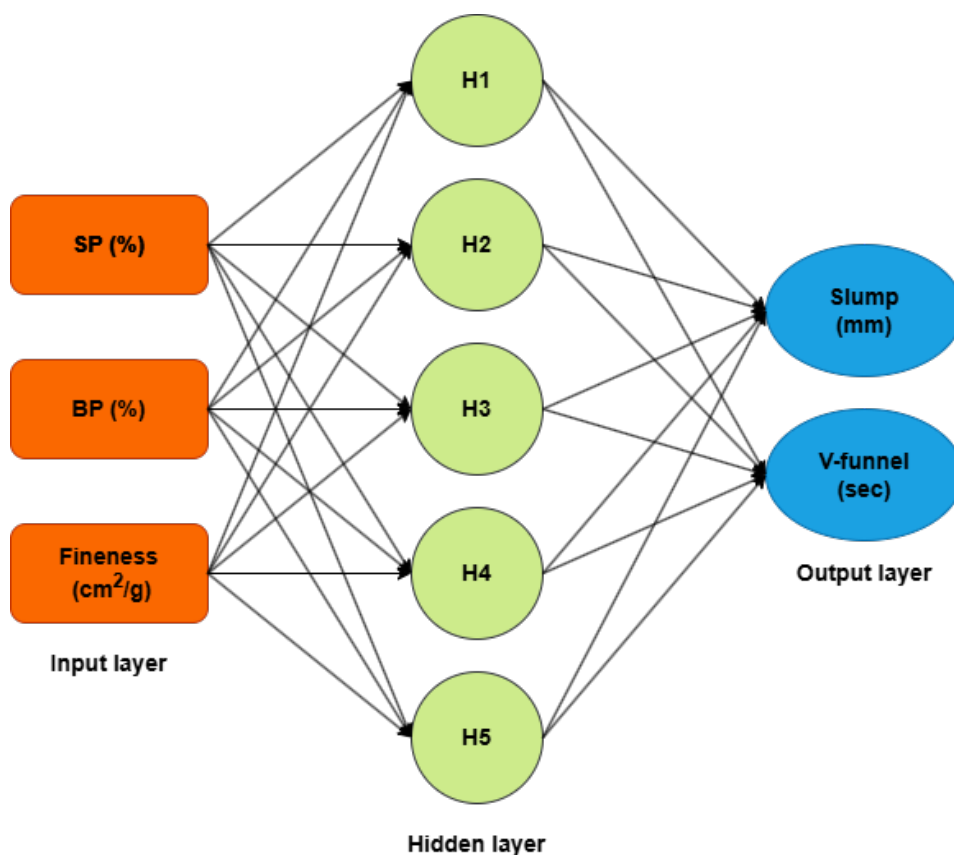 H1
SP (%)
H2
Slump
(mm)
BP (%)
H3
V-funnel
(sec)
Fineness
(cm²/g)
H4
Output layer
Input layer
H5
Hidden layer